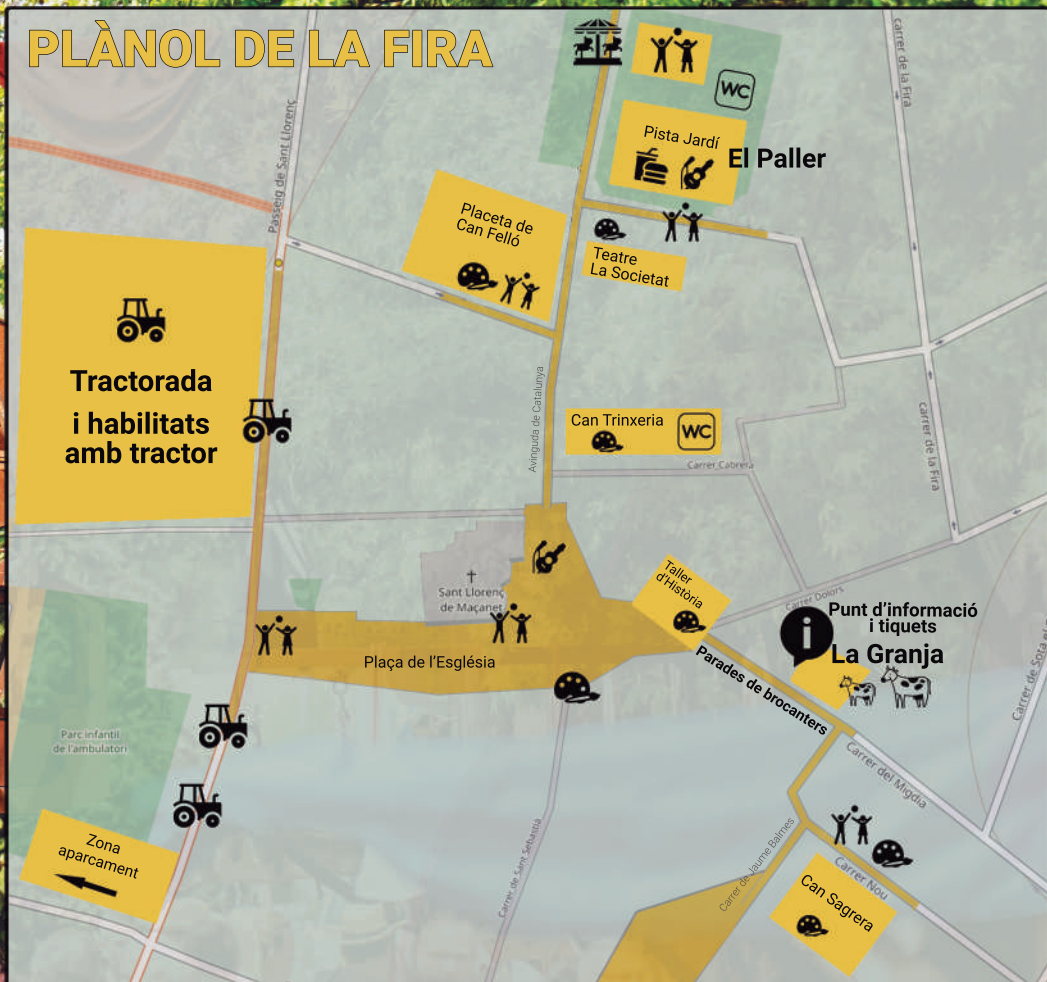 PLÀNOL DE LA FIRA
Passeig de Sant Llorenç
carrer de la Fira
WC
Pista Jardí
El Paller
Placeta de
Can Felló
Teatre
La Societat
Tractorada
i habilitats
amb tractor
Avinguda de Catalunya
Can Trinxeria
WC
Carrer Cabrera
carrer de la Fira
Sant Llorenç
de Maçanet
Taller
d'Història
Carrer Dolors
i
Punt d'informació
i tiquets
La Granja
Plaça de l'Església
Parades de brocanters
Parc infantil
de l'ambulatori
Carrer del Migdia
Zona
aparcament
Carrer de Sant Sebastià
Carrer de Jaume Balmes
Carrer Nou
Can Sagrera
Carrer de Sota el